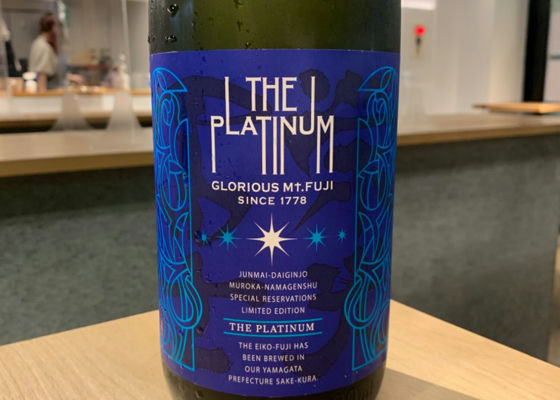 THE
PLATINUM
GLORIOUS Mt.FUJI
SINCE 1778
JUNMAI-DAIGINJO
MUROKA-NAMAGENSHU
SPECIAL RESERVATIONS
LIMITED EDITION
THE PLATINUM
THE EIKO-FUJI HAS
BEEN BREWED IN
OUR YAMAGATA
PREFECTURE SAKE-KURA.